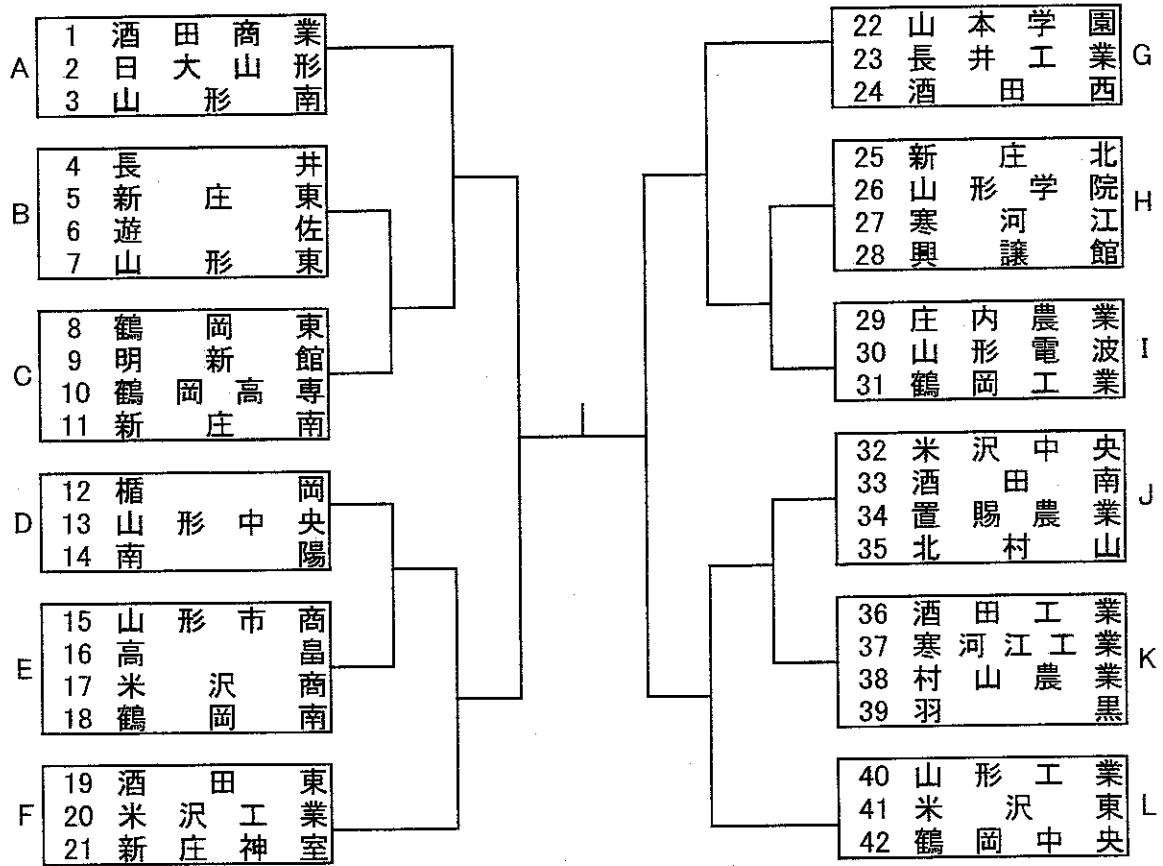 A
1 酒田商業
2 日大山形
3 山形南
B
4 長井
5 新庄東
6 遊佐
7 山形東
C
8 鶴岡東
9 明新館
10 鶴岡高専
11 新庄南
D
12 楯岡
13 山形中央
14 南陽
E
15 山形市商
16 高畠
17 米沢商
18 鶴岡南
F
19 酒田東
20 米沢工業
21 新庄神室
G
22 山本学園
23 長井工業
24 酒田西
H
25 新庄北
26 山形学院
27 寒河江
28 興譲館
I
29 庄内農業
30 山形電波
31 鶴岡工業
J
32 米沢中央
33 酒田南
34 置賜農業
35 北村山
K
36 酒田工業
37 寒河江工業
38 村山農業
39 羽黒
L
40 山形工業
41 米沢東
42 鶴岡中央